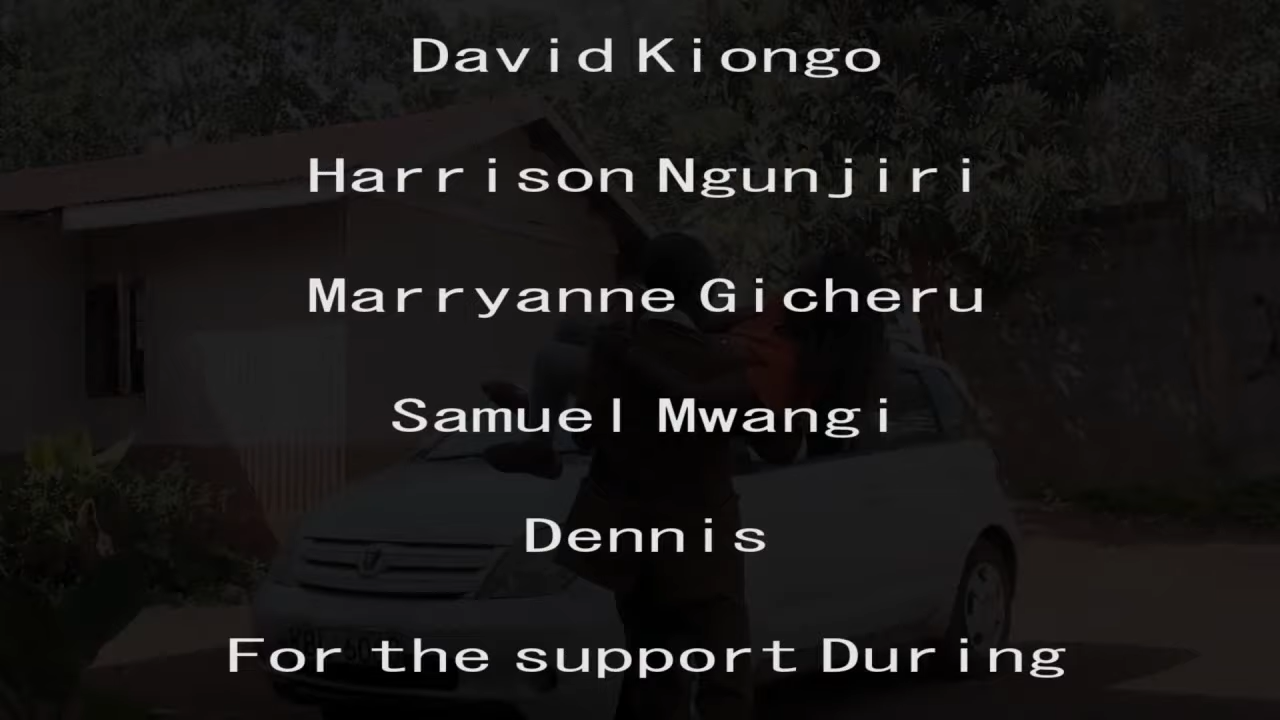 David Kiongo
Harrison Ngunjiri
Marryanne Gicheru
Samuel Mwangi
Dennis
For the support During